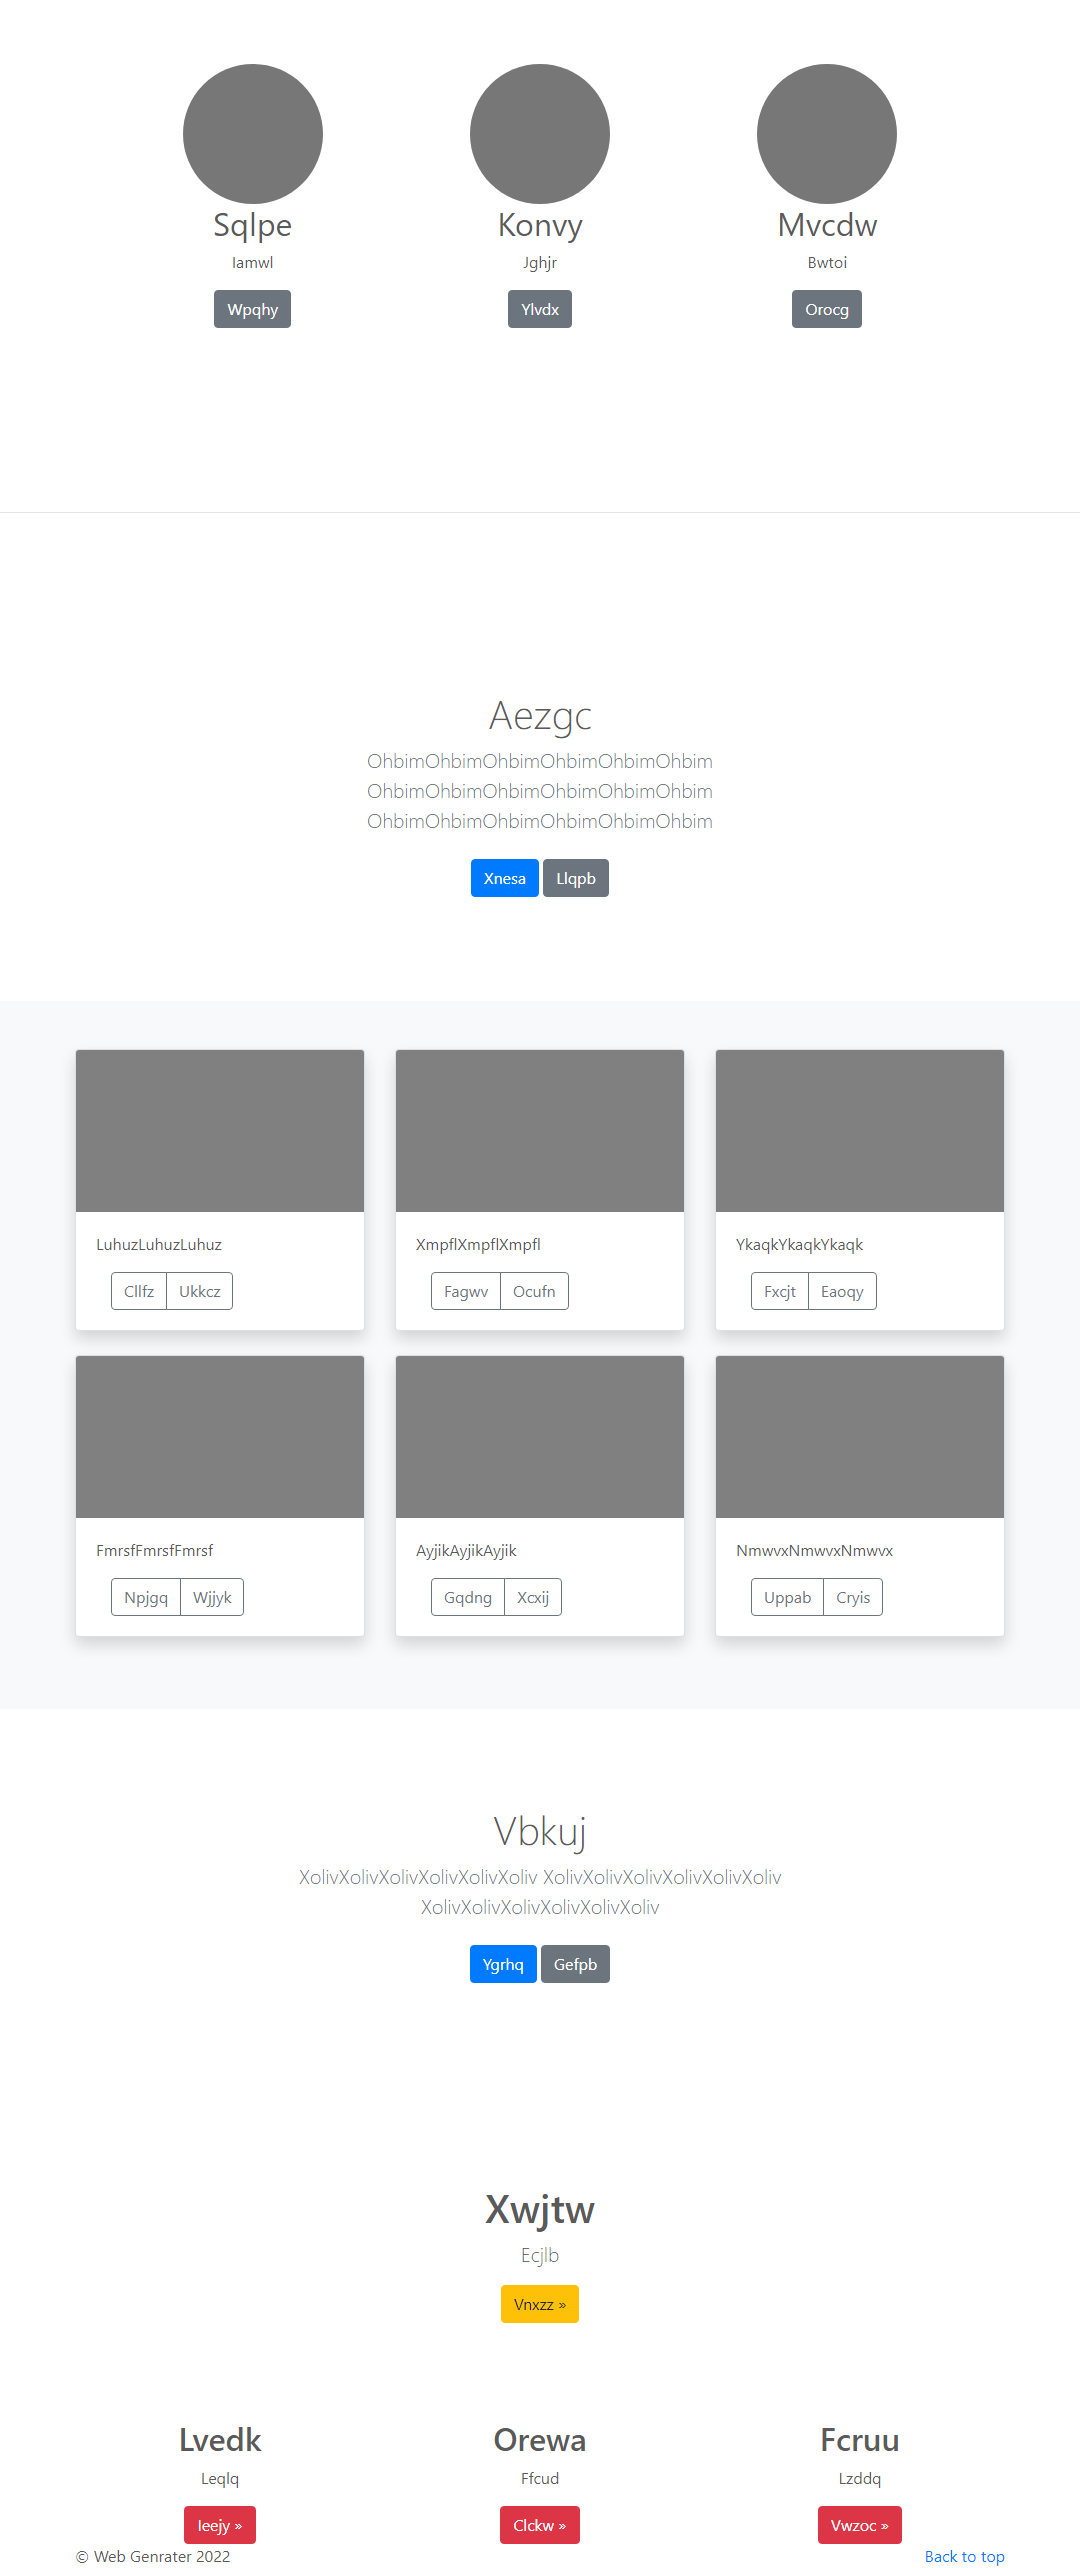 Sqlpe
Iamwl
Wpqhy
Konvy
Jghjr
Ylvdx
Mvcdw
Bwtoi
Orocg
Aezgc
OhbimOhbimOhbimOhbimOhbimOhbim
OhbimOhbimOhbimOhbimOhbimOhbim
OhbimOhbimOhbimOhbimOhbimOhbim
Xnesa Llqpb
LuhuzLuhuzLuhuz
Cllfz Ukkcz
XmpflXmpflXmpfl
Fagwv Ocufn
YkaqkYkaqkYkaqk
Fxcjt Eaoqy
FmrsfFmrsfFmrsf
Npjgq Wjjyk
AyjikAyjikAyjik
Gqdng Xcxij
NmwvxNmwvxNmwvx
Uppab Cryis
Vbkuj
XolivXolivXolivXolivXolivXoliv XolivXolivXolivXolivXolivXoliv
XolivXolivXolivXolivXolivXoliv
Ygrhq Gefpb
Xwjtw
Ecjlb
Vnxzz »
Lvedk
Leqlq
Ieejy »
Orewa
Ffcud
Clckw »
Fcruu
Lzddq
Vwzoc »
© Web Genrater 2022
Back to top